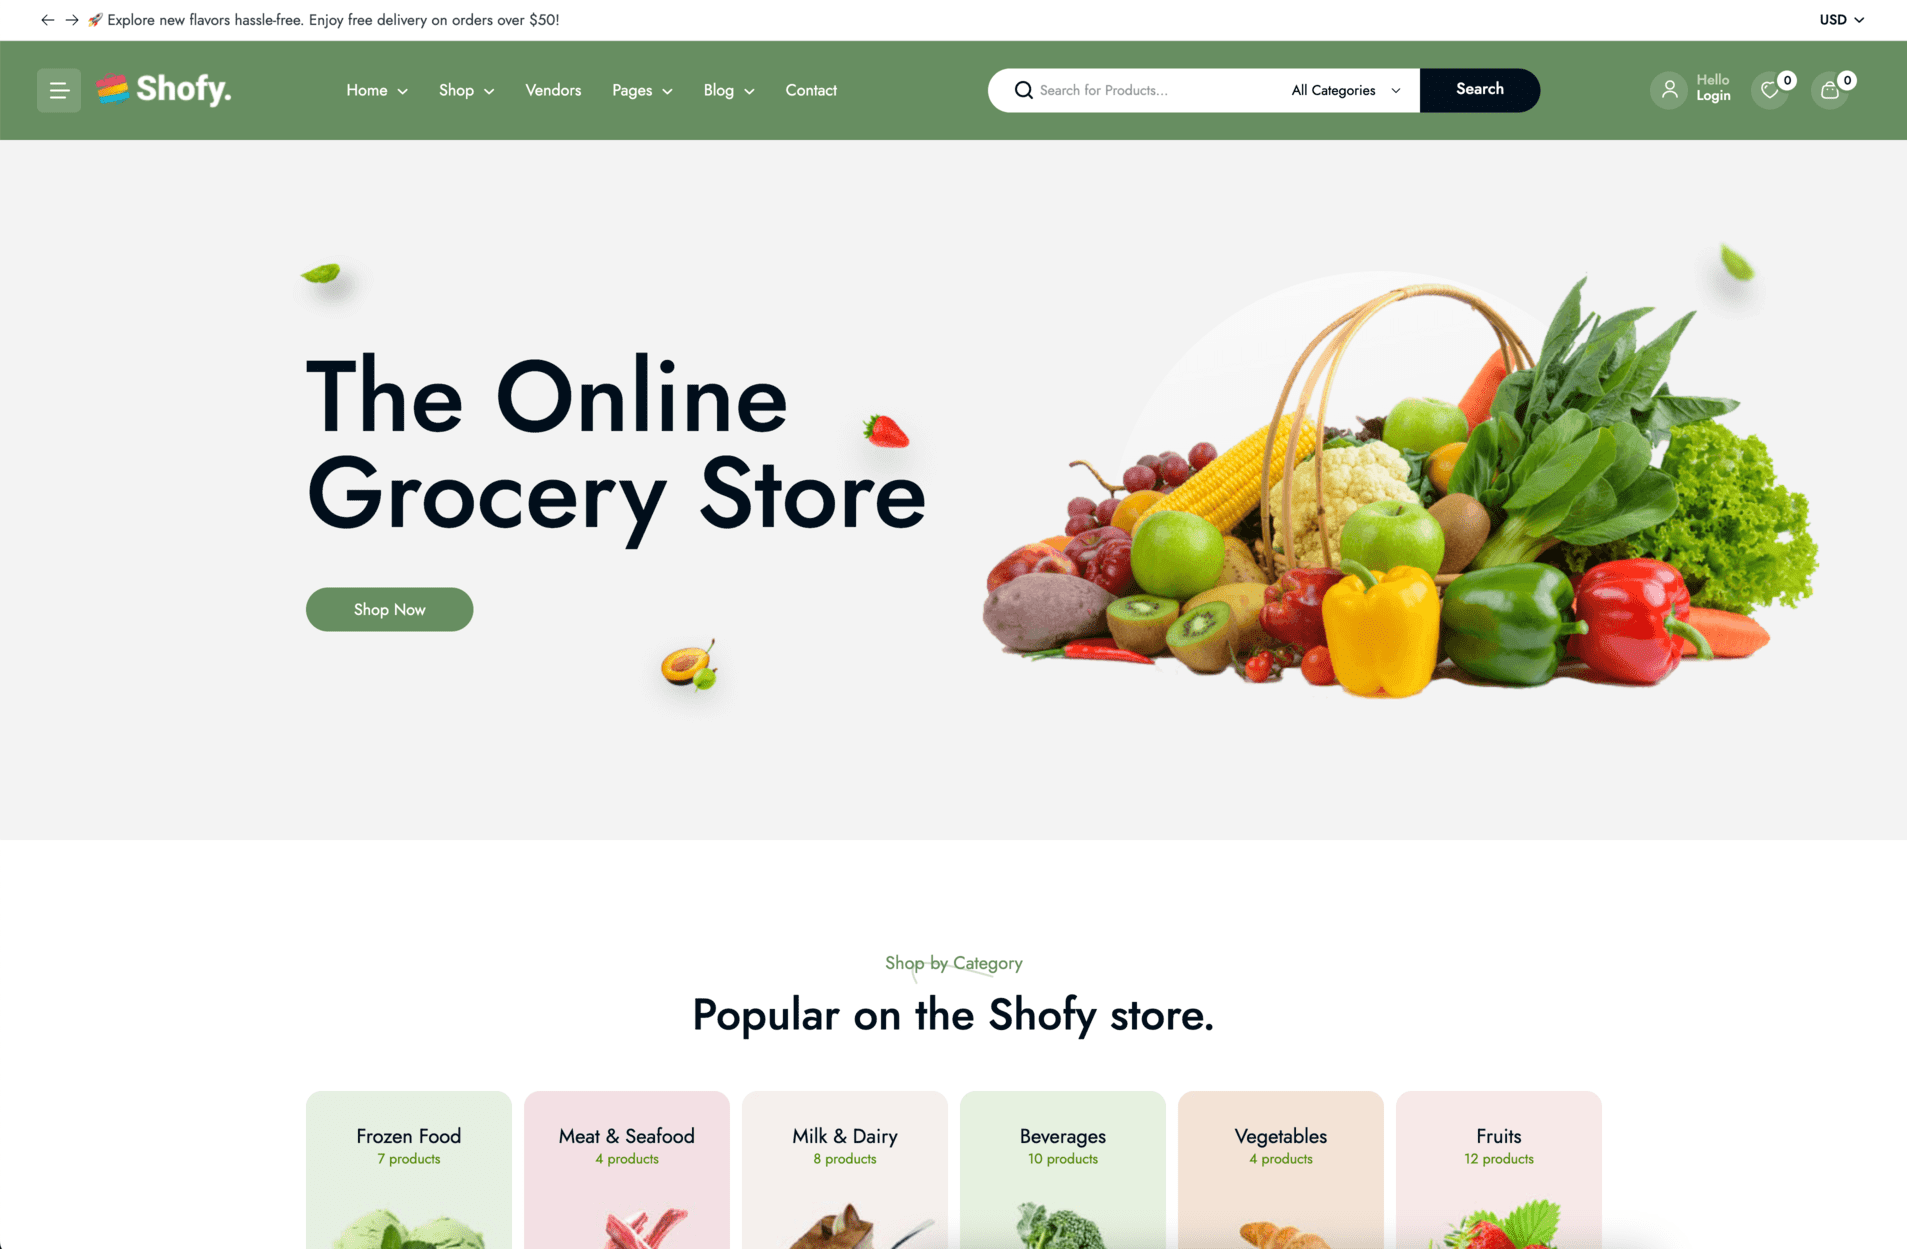 Explore new flavors hassle-free. Enjoy free delivery on orders over $50!
USD
Shofy.
Home
Shop
Vendors
Pages
Blog
Contact
Search for Products...
All Categories
Search
Hello
Login
0
0
The Online
Grocery Store
Shop Now
Shop by Category
Popular on the Shofy store.
Frozen Food
7 products
Meat & Seafood
4 products
Milk & Dairy
8 products
Beverages
10 products
Vegetables
4 products
Fruits
12 products